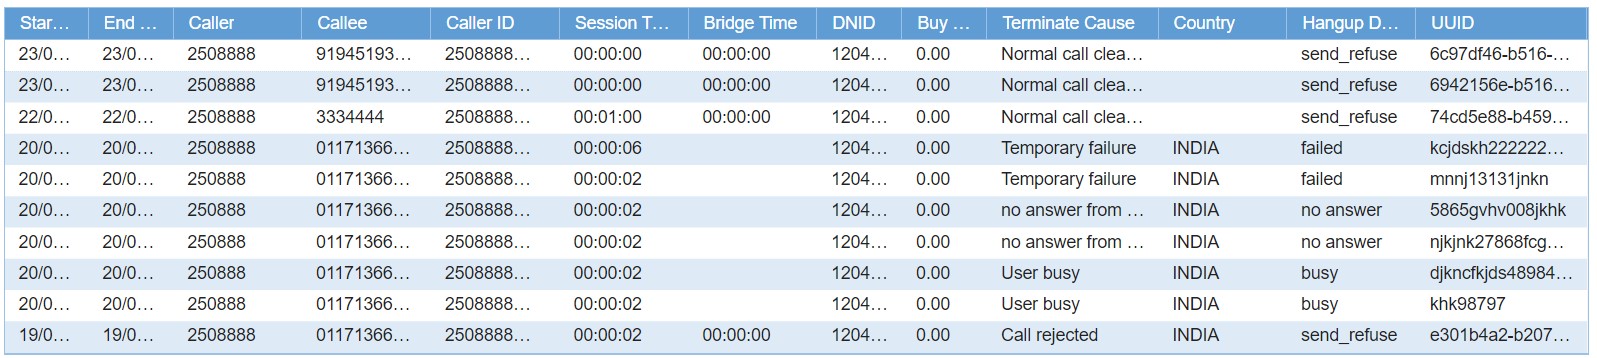 Star… End … Caller Callee Caller ID Session T… Bridge Time DNID Buy … Terminate Cause Country Hangup D… UUID
23/0… 23/0… 2508888 91945193… 2508888… 00:00:00 00:00:00 1204… 0.00 Normal call clea… send_refuse 6c97df46-b516-…
23/0… 23/0… 2508888 91945193… 2508888… 00:00:00 00:00:00 1204… 0.00 Normal call clea… send_refuse 6942156e-b516…
22/0… 22/0… 2508888 3334444 2508888… 00:01:00 00:00:00 1204… 0.00 Normal call clea… send_refuse 74cd5e88-b459…
20/0… 20/0… 2508888 01171366… 2508888… 00:00:06 1204… 0.00 Temporary failure INDIA failed kcjdskh222222…
20/0… 20/0… 250888 01171366… 2508888… 00:00:02 1204… 0.00 Temporary failure INDIA failed mnnj13131jnkn
20/0… 20/0… 250888 01171366… 2508888… 00:00:02 1204… 0.00 no answer from … INDIA no answer 5865gvhv008jkhk
20/0… 20/0… 250888 01171366… 2508888… 00:00:02 1204… 0.00 no answer from … INDIA no answer njkjnk27868fcg…
20/0… 20/0… 250888 01171366… 2508888… 00:00:02 1204… 0.00 User busy INDIA busy djkncfkjds48984…
20/0… 20/0… 250888 01171366… 2508888… 00:00:02 1204… 0.00 User busy INDIA busy khk98797
19/0… 19/0… 2508888 01171366… 2508888… 00:00:02 00:00:00 1204… 0.00 Call rejected INDIA send_refuse e301b4a2-b207…